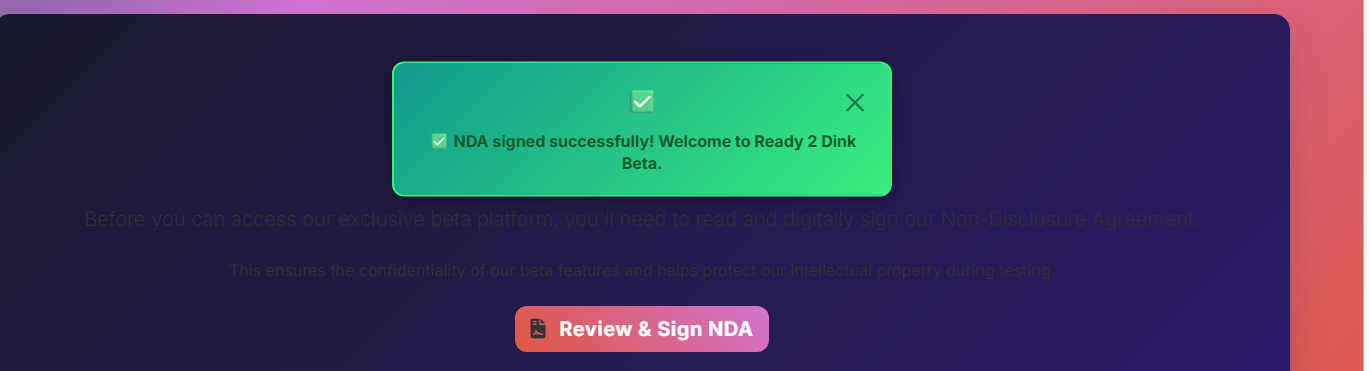 ✅ NDA signed successfully! Welcome to Ready 2 Dink
Beta.
Before you can access our exclusive beta platform, you'll need to read and digitally sign our Non-Disclosure Agreement.
This ensures the confidentiality of our beta features and helps protect our intellectual property during testing.
Review & Sign NDA